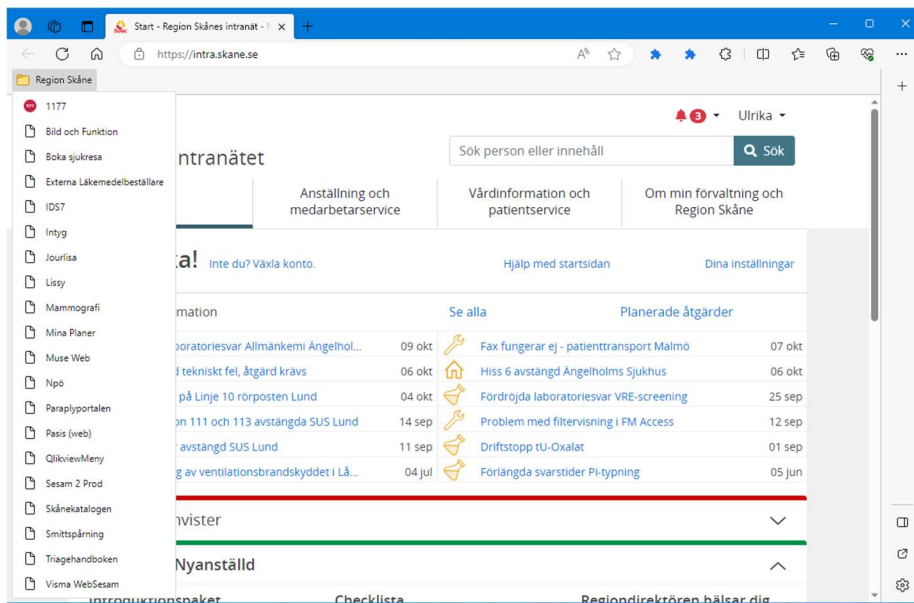 Start - Region Skånes intranät -
https://intra.skane.se
Region Skåne
1177
Bild och Funktion
Boka sjukresa
Externa Läkemedelbeställare
IDS7
Intyg
Jourlisa
Lissy
Mammografi
Mina Planer
Muse Web
Npö
Paraplyportalen
Pasis (web)
QlikviewMeny
Sesam 2 Prod
Skånekatalogen
Smittspårning
Triagehandboken
Visma WebSesam
3 Ulrika
intranätet
Sök person eller innehåll Sök
Anställning och medarbetarservice
Vårdinformation och patientservice
Om min förvaltning och Region Skåne
ka! Inte du? Växla konto. Hjälp med startsidan Dina inställningar
mation Se alla Planerade åtgärder
boratoriesvar Allmänkemi Ängelhol... 09 okt Fax fungerar ej - patienttransport Malmö 07 okt
d tekniskt fel, åtgärd krävs 06 okt Hiss 6 avstängd Ängelholms Sjukhus 06 okt
på Linje 10 rörposten Lund 04 okt Fördröjda laboratoriesvar VRE-screening 25 sep
on 111 och 113 avstängda SUS Lund 14 sep Problem med filtervisning i FM Access 12 sep
avstängd SUS Lund 11 sep Driftstopp tU-Oxalat 01 sep
g av ventilationsbrandskyddet i Lå... 04 jul Förlängda svarstider Pi-typning 05 jun
nvister
Nyanställd
Introduktionspaket Checklista Regiondirektören hälsar dig